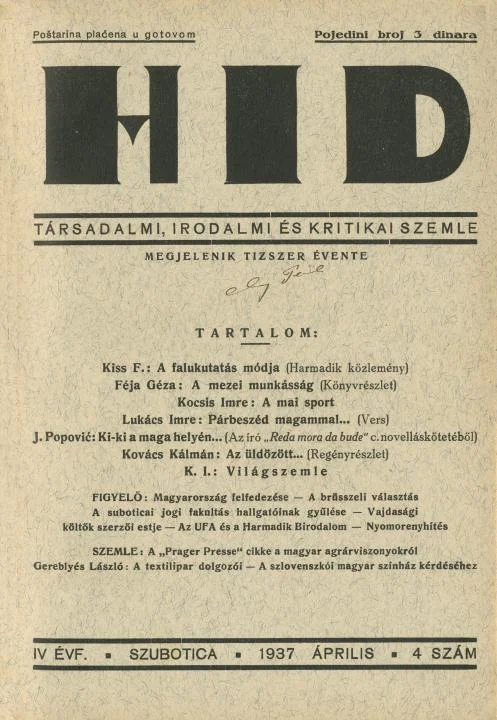 Poštarina plaćena u gotovom
Pojedini broj 3 dinara
HID
TÁRSADALMI, IRODALMI ÉS KRITIKAI SZEMLE
MEGJELENIK TIZSZER ÉVENTE
TARTALOM:
Kiss F.: A falukutatás módja (Harmadik közlemény)
Féja Géza: A mezei munkásság (Könyvrészlet)
Kocsis Imre: A mai sport
Lukács Imre: Párbeszéd magammal... (Vers)
J. Popović: Ki-ki a maga helyén... (Az író „Reda mora da bude" c. novelláskötetéből)
Kovács Kálmán: Az üldözött... (Regényrészlet)
K. I.: Világszemle
FIGYELŐ: Magyarország felfedezése — A brüsszeli választás
A suboticai jogi fakultás hallgatóinak gyűlése — Vajdasági
költők szerzői estje — Az UFA és a Harmadik Birodalom — Nyomorenyhítés
SZEMLE: A „Prager Presse" cikke a magyar agrárviszonyokról
Gereblyés László: A textilipar dolgozói — A szlovenszkói magyar színház kérdéséhez
IV ÉVF. ▪ SZUBOTICA ▪ 1937 ÁPRILIS ▪ 4 SZÁM